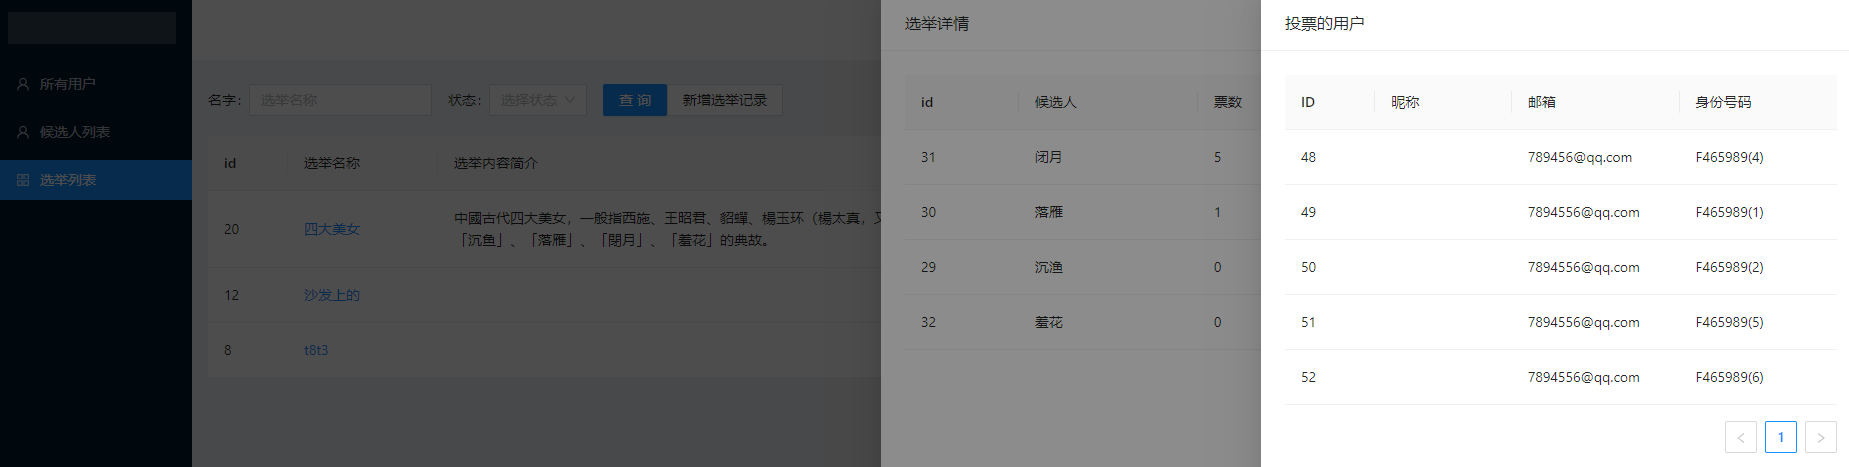 所有用户
候选人列表
选举列表
名字: 选举名称 状态: 选择状态 查 询 新增选举记录
id 选举名称 选举内容简介
20 四大美女 中國古代四大美女，一般指西施、王昭君、貂蟬、楊玉环（楊太真，又
「沉鱼」、「落雁」、「閉月」、「羞花」的典故。
12 沙发上的
8 t8t3
选举详情
id 候选人 票数
31 闭月 5
30 落雁 1
29 沉渔 0
32 羞花 0
投票的用户
ID 昵称 邮箱 身份号码
48 789456@qq.com F465989(4)
49 7894556@qq.com F465989(1)
50 7894556@qq.com F465989(2)
51 7894556@qq.com F465989(5)
52 7894556@qq.com F465989(6)
< 1 >